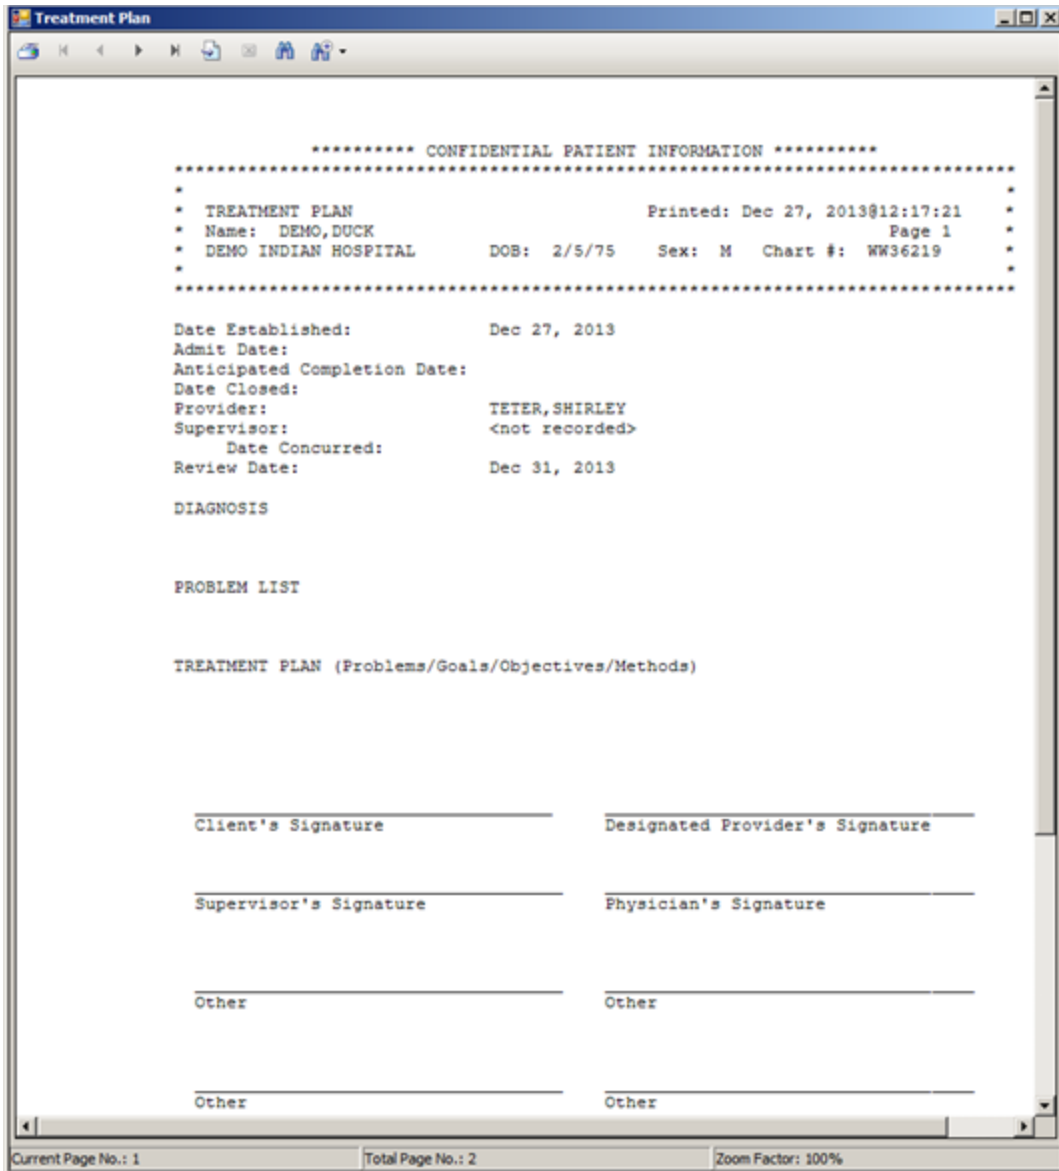 Treatment Plan
********** CONFIDENTIAL PATIENT INFORMATION **********
********************************************************************************
* *
* TREATMENT PLAN Printed: Dec 27, 2013@12:17:21 *
* Name: DEMO,DUCK Page 1 *
* DEMO INDIAN HOSPITAL DOB: 2/5/75 Sex: M Chart #: WW36219 *
* *
********************************************************************************
Date Established: Dec 27, 2013
Admit Date:
Anticipated Completion Date:
Date Closed:
Provider: TETER,SHIRLEY
Supervisor: <not recorded>
Date Concurred:
Review Date: Dec 31, 2013
DIAGNOSIS
PROBLEM LIST
TREATMENT PLAN (Problems/Goals/Objectives/Methods)
Client's Signature Designated Provider's Signature
Supervisor's Signature Physician's Signature
Other Other
Other Other
Current Page No.: 1 Total Page No.: 2 Zoom Factor: 100%